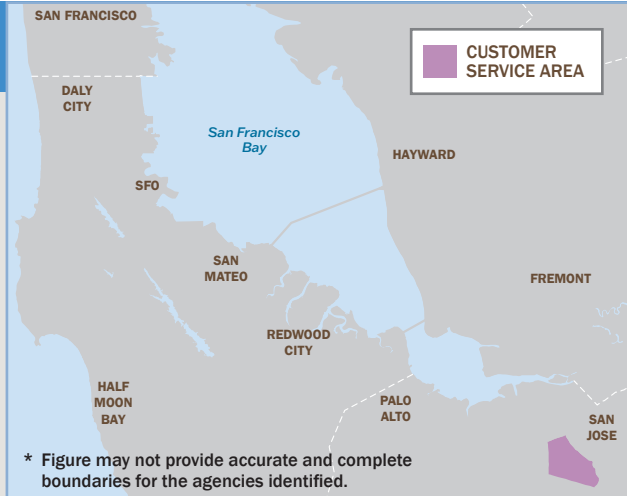 SAN FRANCISCO
CUSTOMER
SERVICE AREA
DALY
CITY
San Francisco
Bay
HAYWARD
SFO
SAN
MATEO
FREMONT
REDWOOD
CITY
HALF
MOON
BAY
PALO
ALTO
SAN
JOSE
* Figure may not provide accurate and complete
boundaries for the agencies identified.